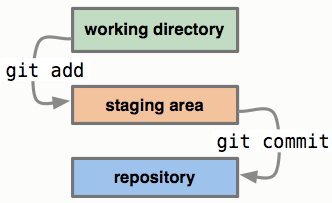 working directory
git add
staging area
git commit
repository